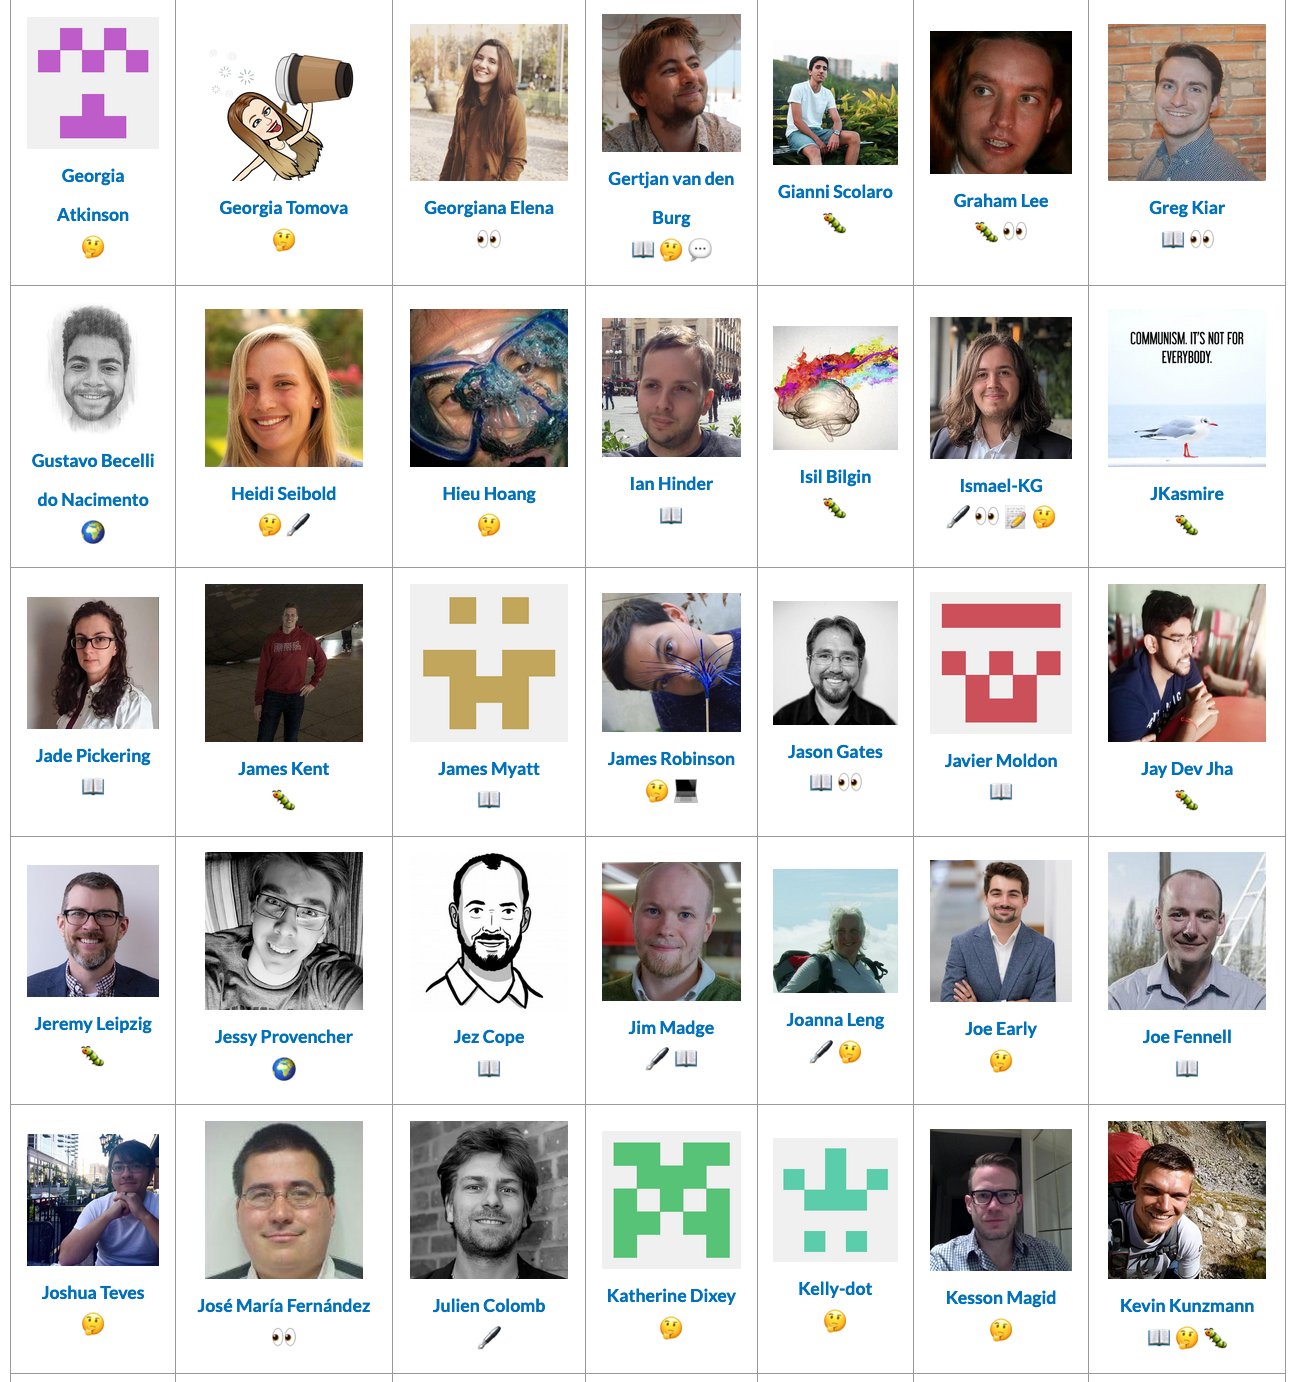 Georgia
Atkinson
🤔
Georgia Tomova
🤔
Georgiana Elena
👀
Gertjan van den
Burg
📖 🤔 💬
Gianni Scolaro
🐛
Graham Lee
🐛 👀
Greg Kiar
📖 👀
Gustavo Becelli
do Nacimento
🌍
Heidi Seibold
🤔 🖋
Hieu Hoang
🤔
Ian Hinder
📖
Isil Bilgin
🐛
Ismael-KG
🖋 👀 📝 🤔
COMMUNISM. IT'S NOT FOR
EVERYBODY.
JKasmire
🐛
Jade Pickering
📖
James Kent
🐛
James Myatt
📖
James Robinson
🤔 💻
Jason Gates
📖 👀
Javier Moldon
📖
Jay Dev Jha
🐛
Jeremy Leipzig
🐛
Jessy Provencher
🌍
Jez Cope
📖
Jim Madge
🖋 📖
Joanna Leng
🖋 🤔
Joe Early
🤔
Joe Fennell
📖
Joshua Teves
🤔
José María Fernández
👀
Julien Colomb
🖋
Katherine Dixey
🤔
Kelly-dot
🤔
Kesson Magid
🤔
Kevin Kunzmann
📖 🤔 🐛